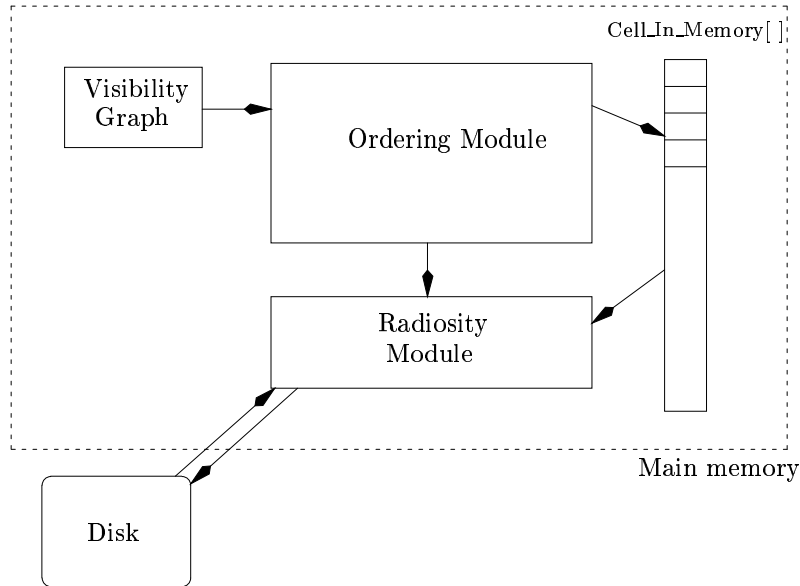 Cell_In_Memory[ ]
Visibility
Graph
Ordering Module
Radiosity
Module
Main memory
Disk